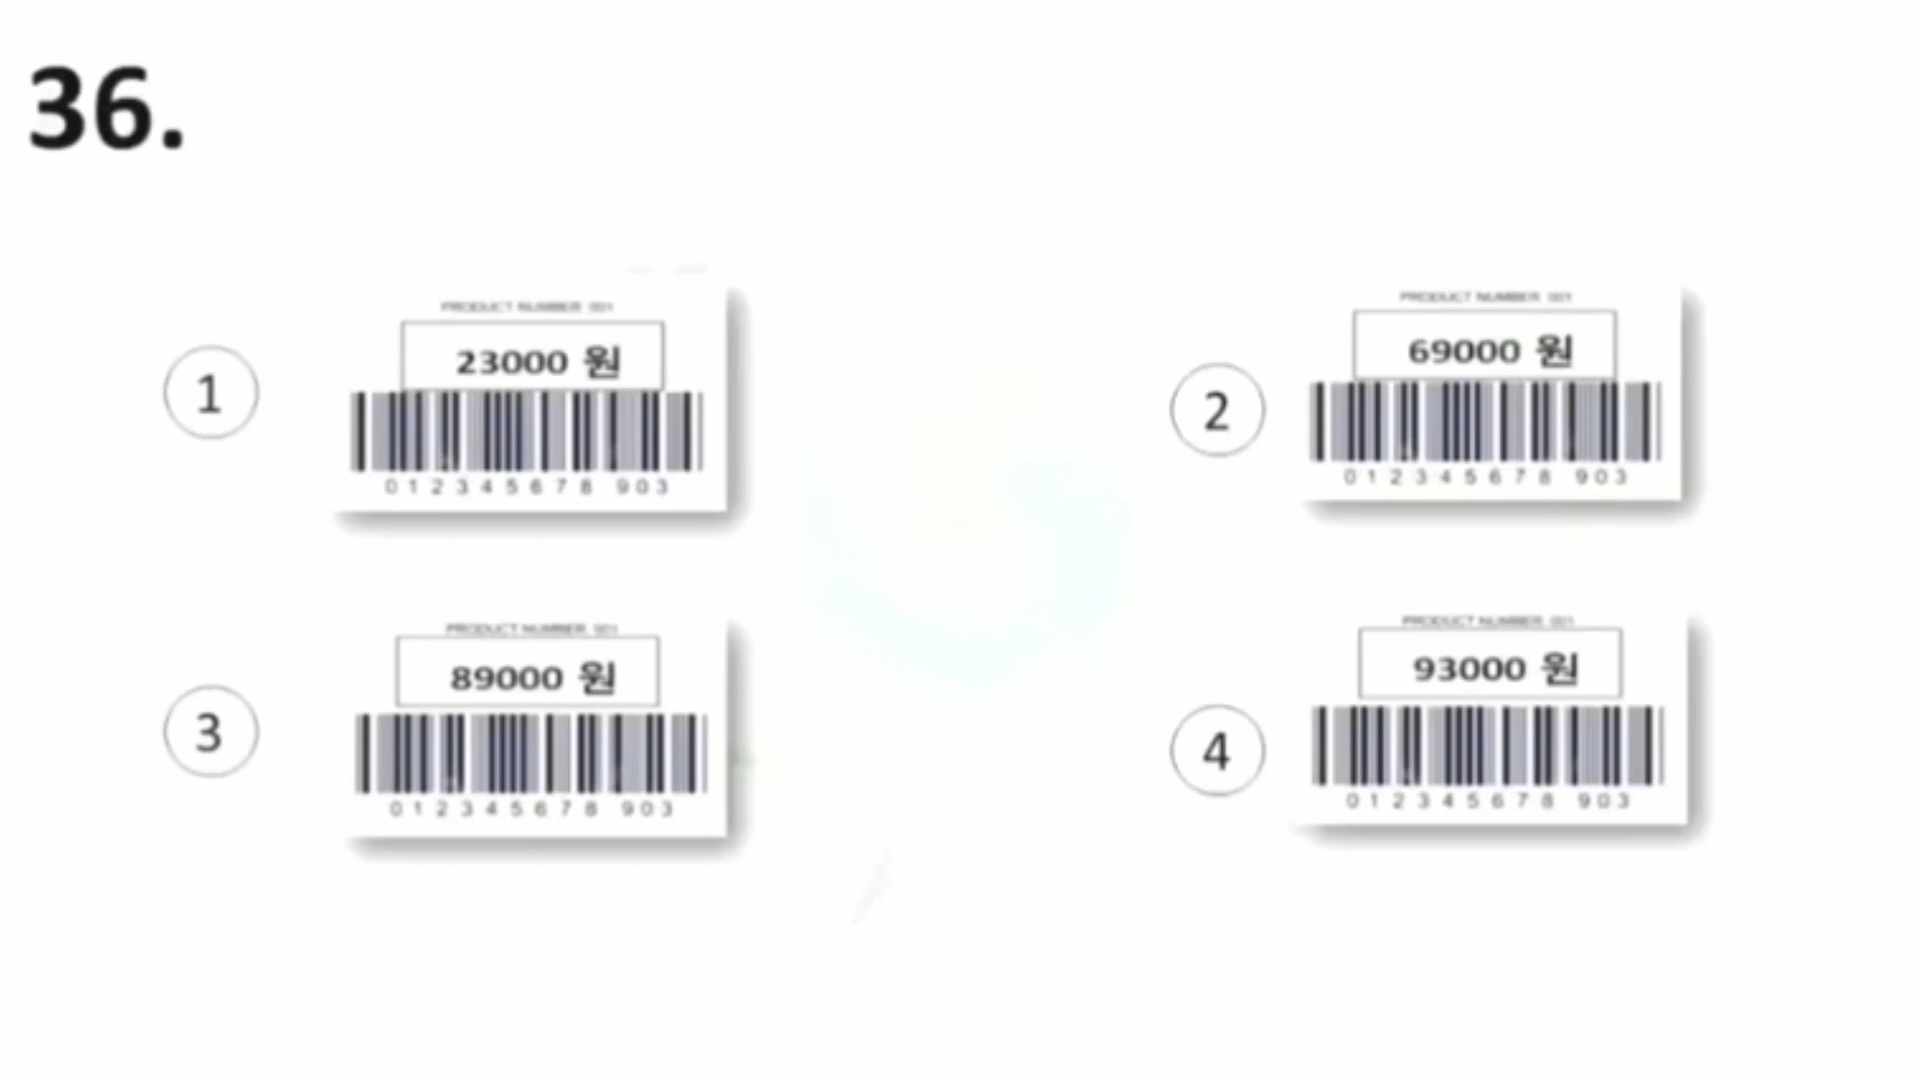 36.
1
PRODUCT NUMBER 001
23000 원
0 1 2 3 4 5 6 7 8 9 0 3
2
PRODUCT NUMBER 001
69000 원
0 1 2 3 4 5 6 7 8 9 0 3
3
PRODUCT NUMBER 001
89000 원
0 1 2 3 4 5 6 7 8 9 0 3
4
PRODUCT NUMBER 001
93000 원
0 1 2 3 4 5 6 7 8 9 0 3